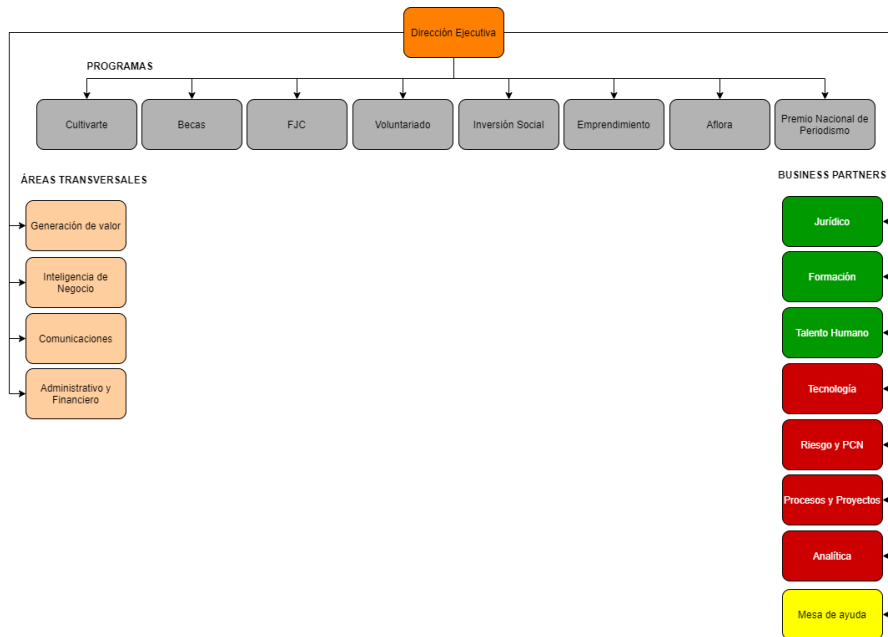 Dirección Ejecutiva
PROGRAMAS
Cultivarte
Becas
FJC
Voluntariado
Inversión Social
Emprendimiento
Aflora
Premio Nacional de
Periodismo
ÁREAS TRANSVERSALES
Generación de valor
Inteligencia de
Negocio
Comunicaciones
Administrativo y
Financiero
BUSINESS PARTNERS
Jurídico
Formación
Talento Humano
Tecnología
Riesgo y PCN
Procesos y Proyectos
Analítica
Mesa de ayuda